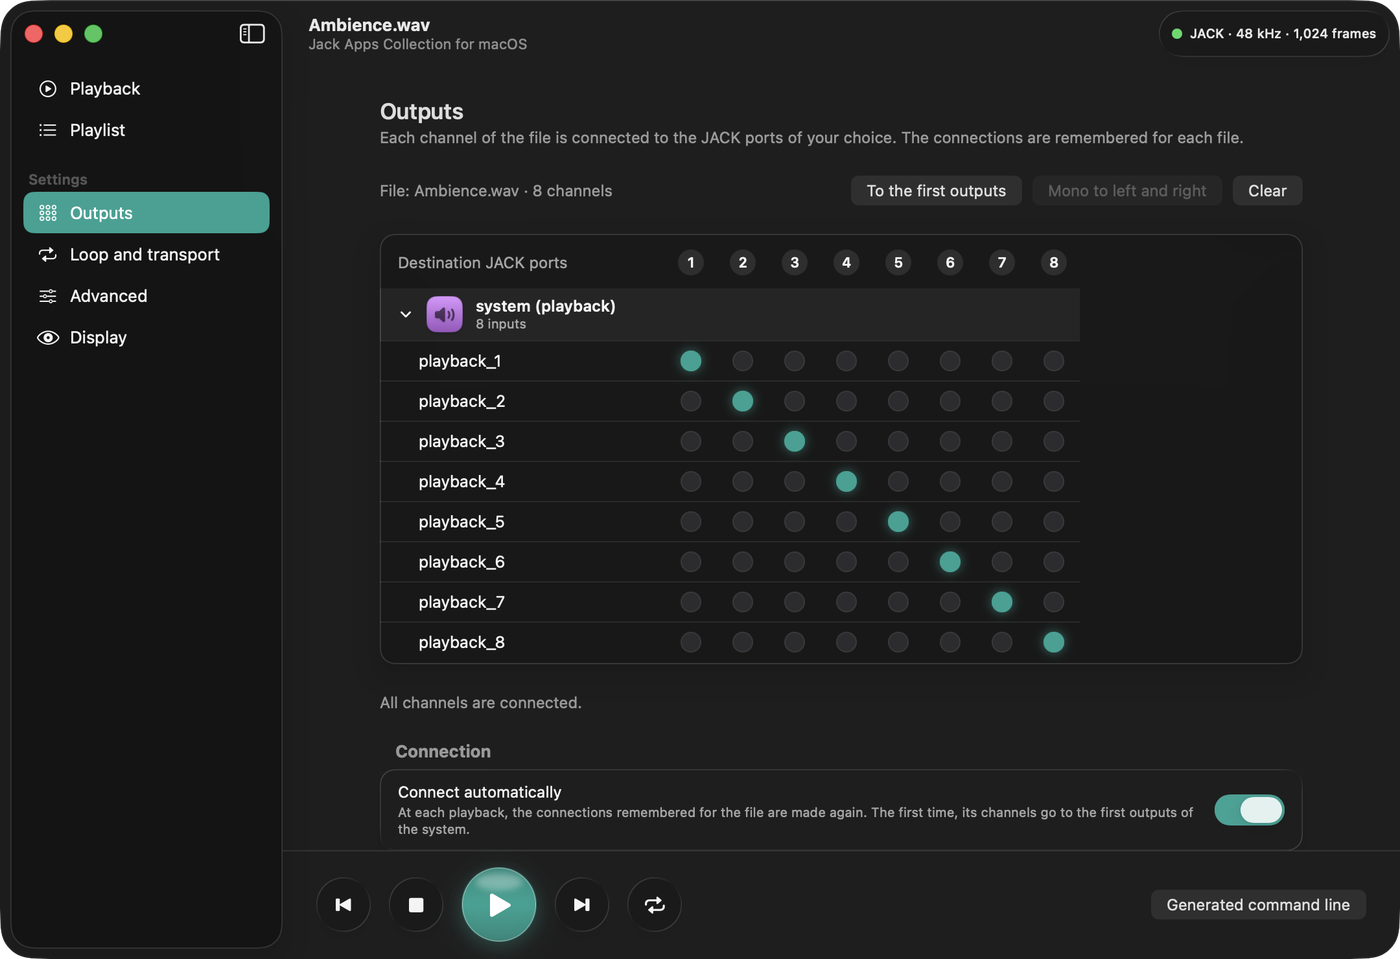 Ambience.wav
Jack Apps Collection for macOS
JACK · 48 kHz · 1,024 frames
Playback
Playlist
Settings
Outputs
Loop and transport
Advanced
Display
Outputs
Each channel of the file is connected to the JACK ports of your choice. The connections are remembered for each file.
File: Ambience.wav · 8 channels
To the first outputs
Mono to left and right
Clear
Destination JACK ports 1 2 3 4 5 6 7 8
system (playback)
8 inputs
playback_1
playback_2
playback_3
playback_4
playback_5
playback_6
playback_7
playback_8
All channels are connected.
Connection
Connect automatically
At each playback, the connections remembered for the file are made again. The first time, its channels go to the first outputs of
the system.
Generated command line